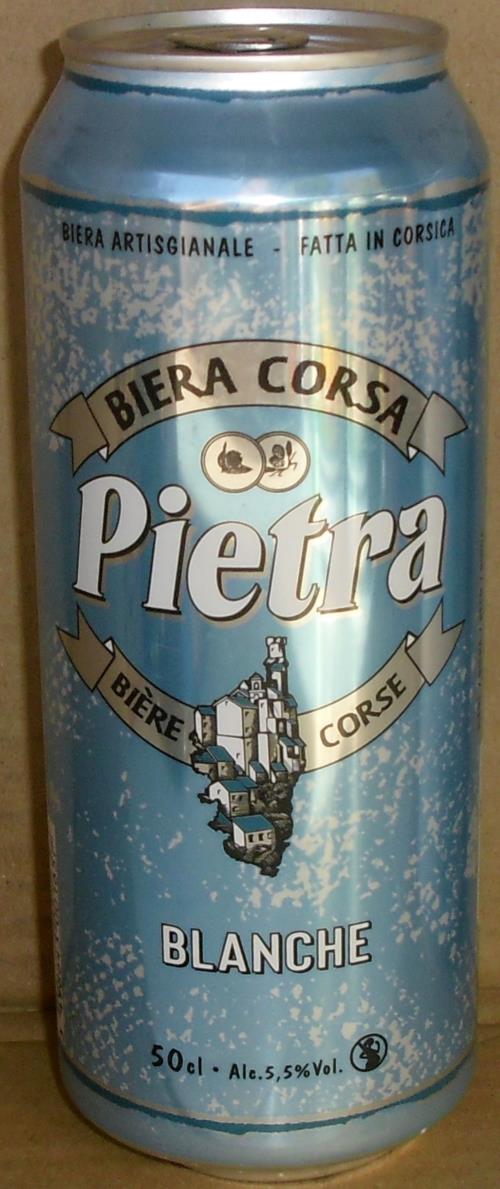 BIERA ARTISGIANALE - FATTA IN CORSICA
BIERA CORSA
Pietra
BIÈRE CORSE
BLANCHE
50cl · Alc.5,5%Vol.